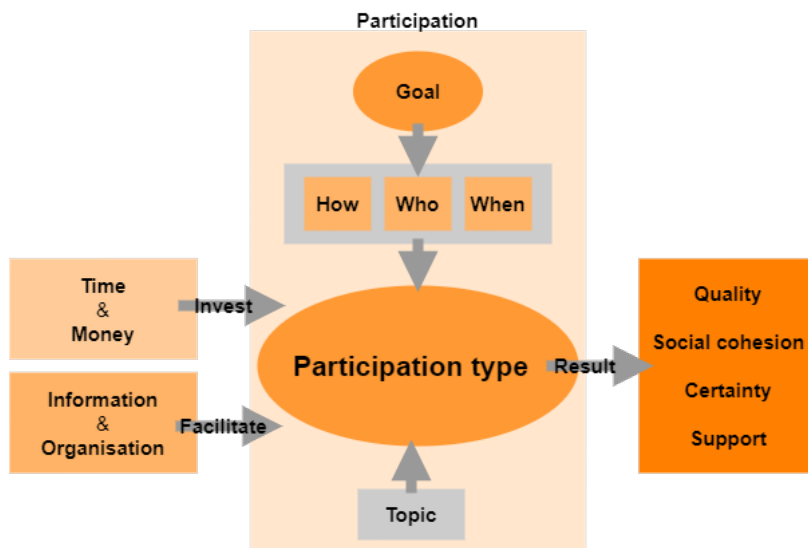 Participation
Goal
How
Who
When
Time
&
Money
Invest
Information
&
Organisation
Facilitate
Participation type
Result
Quality
Social cohesion
Certainty
Support
Topic